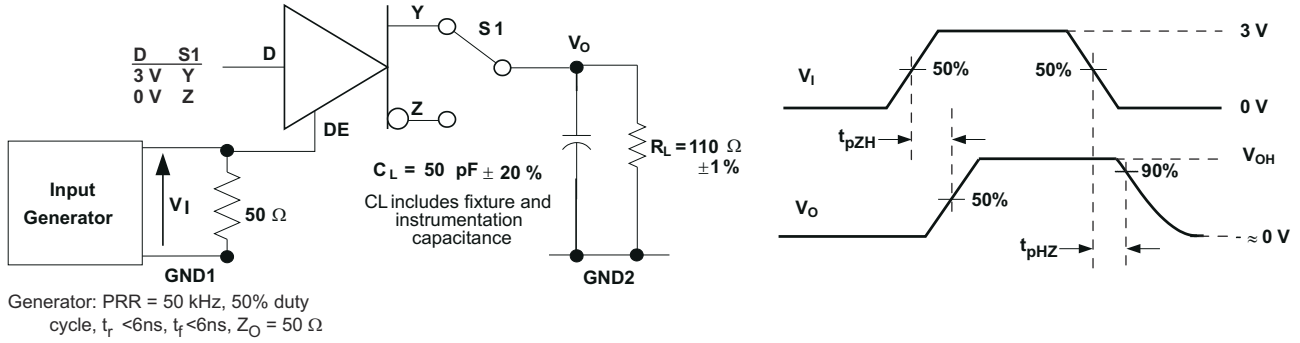 Y
S1
D S1
3 V Y
0 V Z
D
VO
Z
DE
Input
Generator
VI
50 Ω
GND1
CL = 50 pF ± 20 %
CL includes fixture and
instrumentation
capacitance
RL = 110 Ω
±1%
GND2
Generator: PRR = 50 kHz, 50% duty
cycle, tr <6ns, tf <6ns, ZO = 50 Ω
3 V
VI
50%
50%
0 V
tpZH
VOH
90%
VO
50%
≈ 0 V
tpHZ